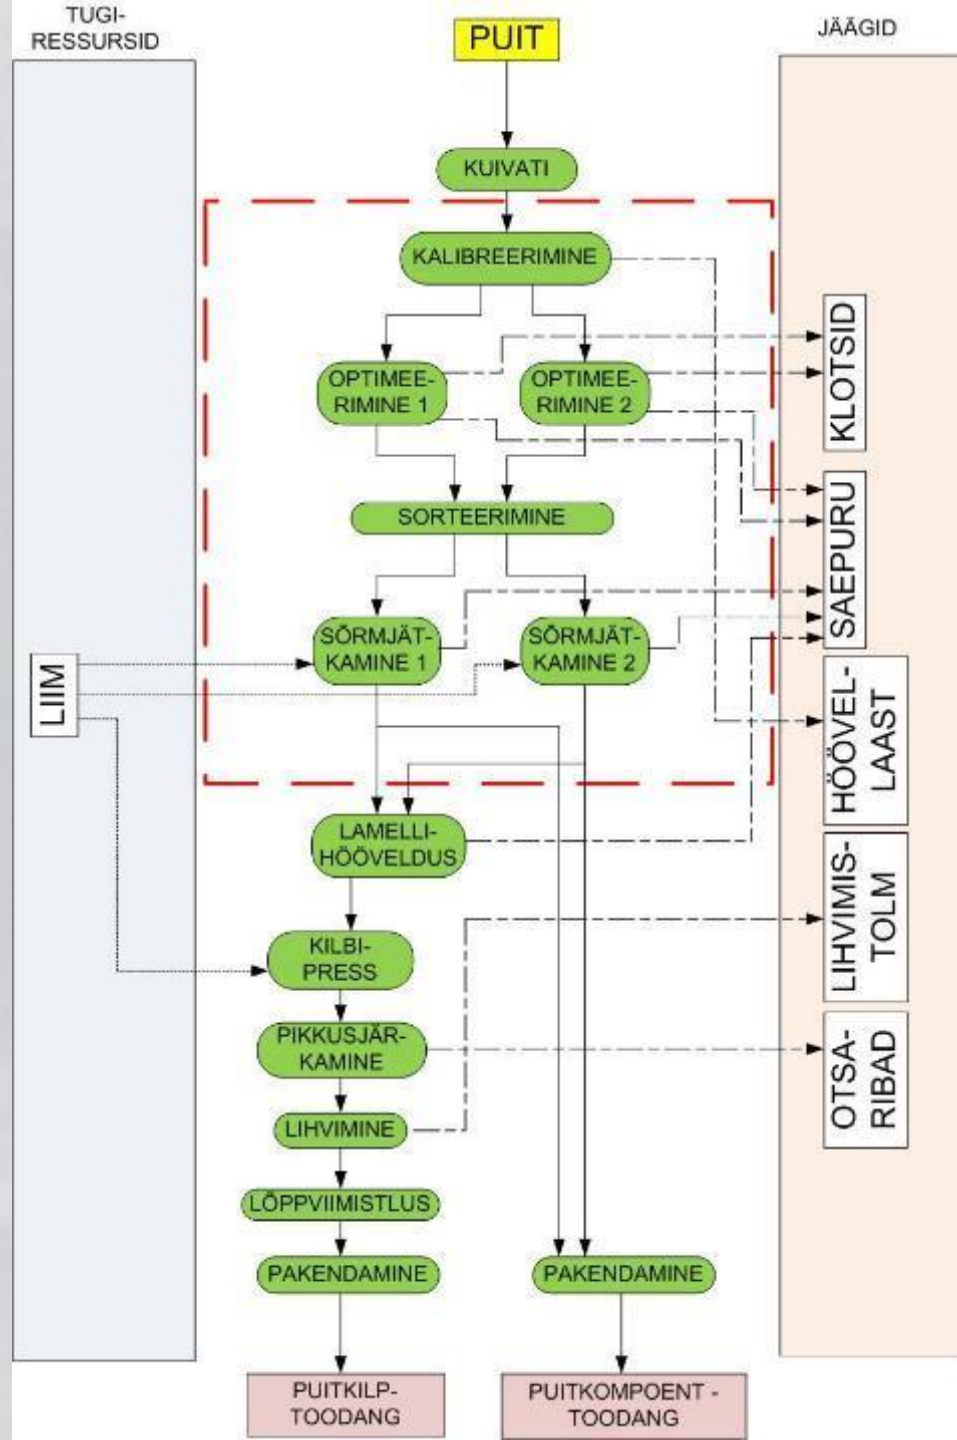 TUGI-
RESSURSID
PUIT
JÄÄGID
KUIVATI
KALIBREERIMINE
KLOTSID
OPTIMEE-
RIMINE 1
OPTIMEE-
RIMINE 2
SAEPURU
SORTEERIMINE
SÕRMJÄT-
KAMINE 1
SÕRMJÄT-
KAMINE 2
LIIM
HÖÖVEL-
LAAST
LAMELLI-
HÖÖVELDUS
LIHVIMIS-
TOLM
KILBI-
PRESS
PIKKUSJÄR-
KAMINE
OTSA-
RIBAD
LIHVIMINE
LÕPPVIIMISTLUS
PAKENDAMINE
PAKENDAMINE
PUITKILP-
TOODANG
PUITKOMPOENT -
TOODANG